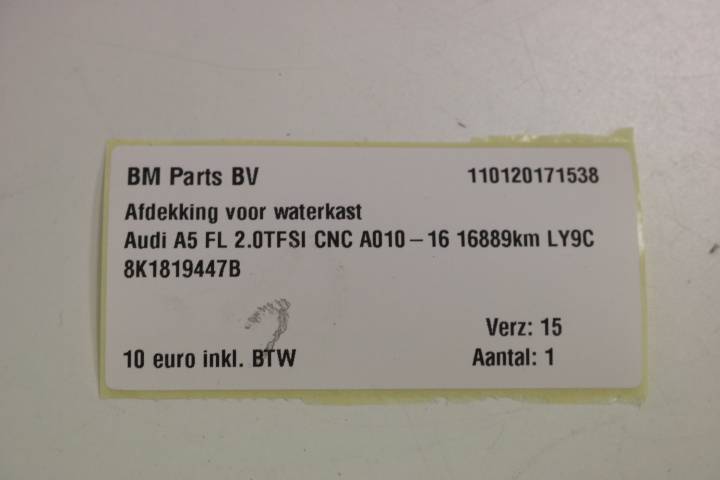 BM Parts BV 110120171538
Afdekking voor waterkast
Audi A5 FL 2.0TFSI CNC A010-16 16889km LY9C
8K1819447B
Verz: 15
10 euro inkl. BTW Aantal: 1